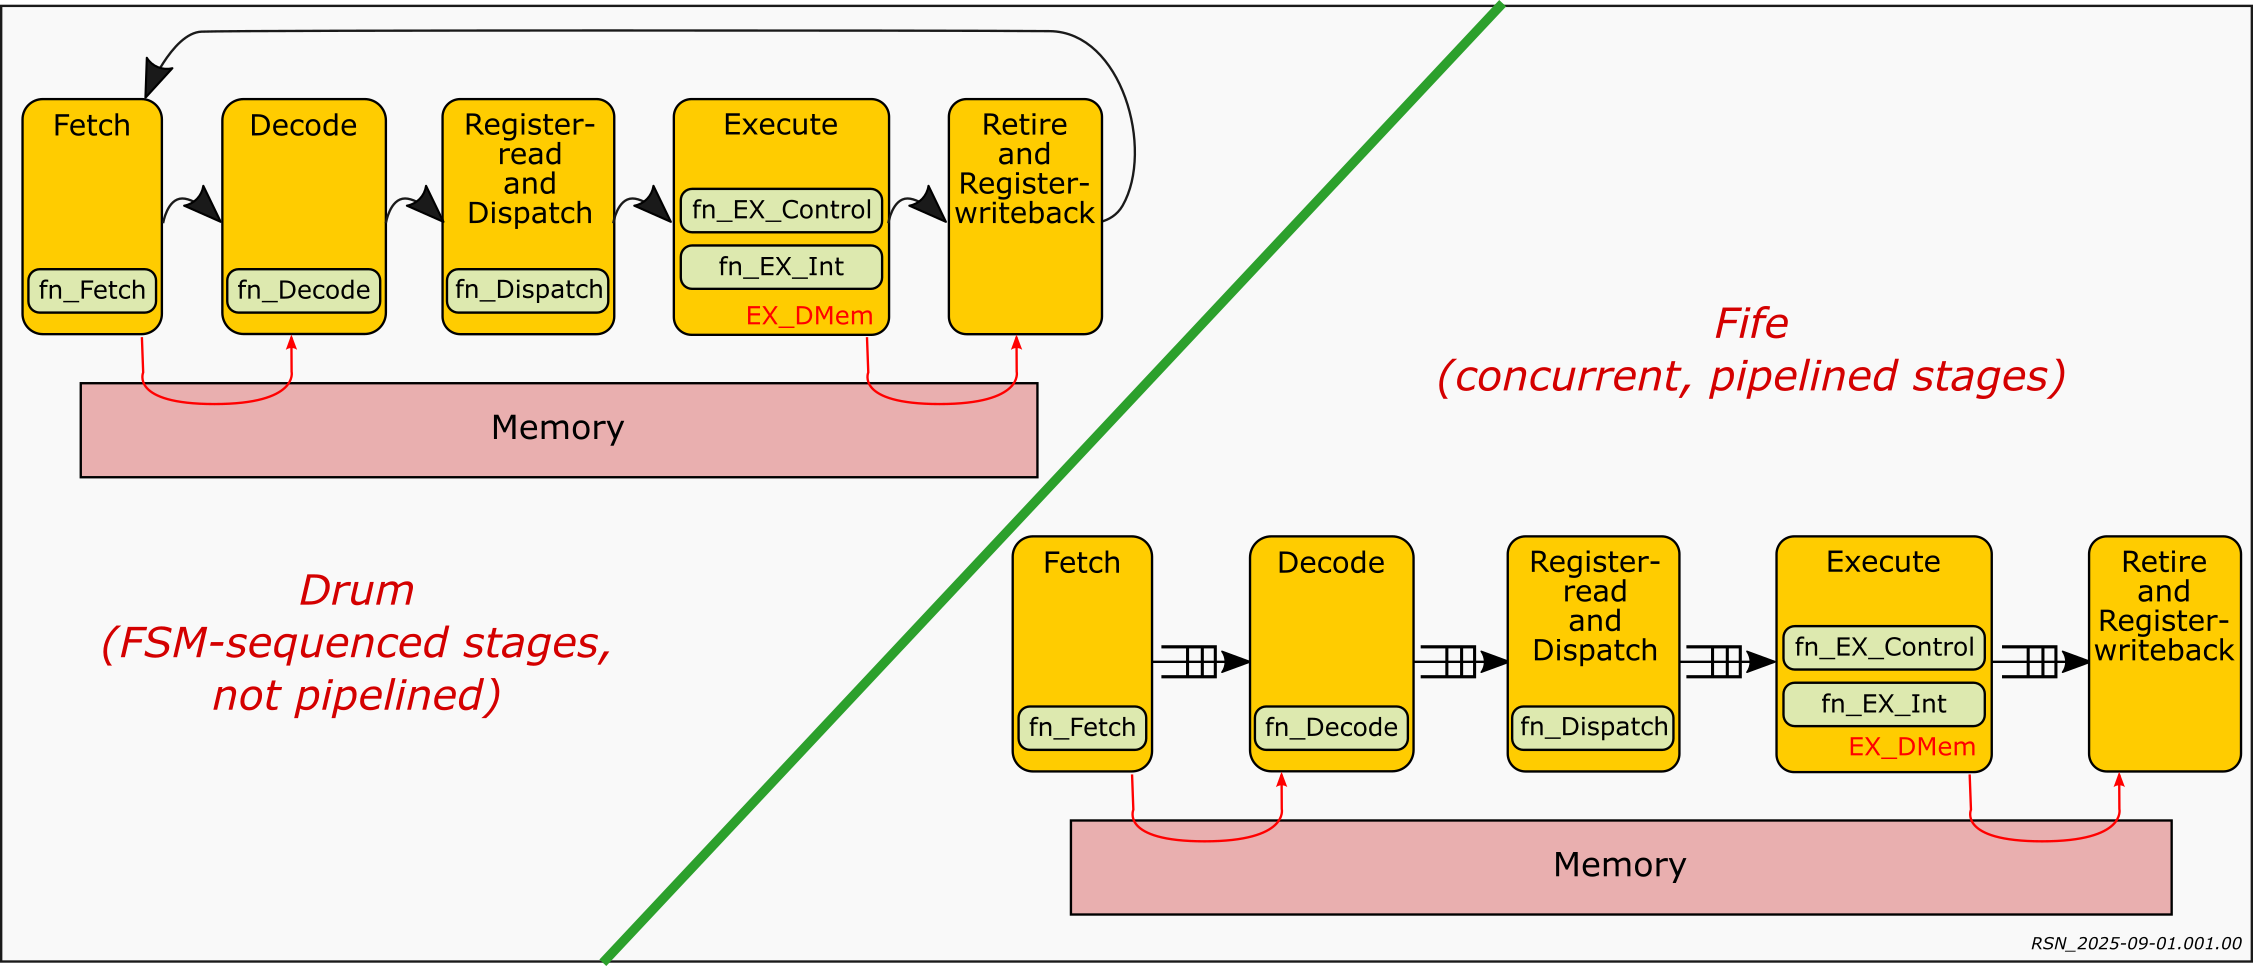 Fetch
fn_Fetch
Decode
fn_Decode
Register-
read
and
Dispatch
fn_Dispatch
Execute
fn_EX_Control
fn_EX_Int
EX_DMem
Retire
and
Register-
writeback
Memory
Drum
(FSM-sequenced stages,
not pipelined)
Fife
(concurrent, pipelined stages)
Fetch
fn_Fetch
Decode
fn_Decode
Register-
read
and
Dispatch
fn_Dispatch
Execute
fn_EX_Control
fn_EX_Int
EX_DMem
Retire
and
Register-
writeback
Memory
RSN_2025-09-01.001.00